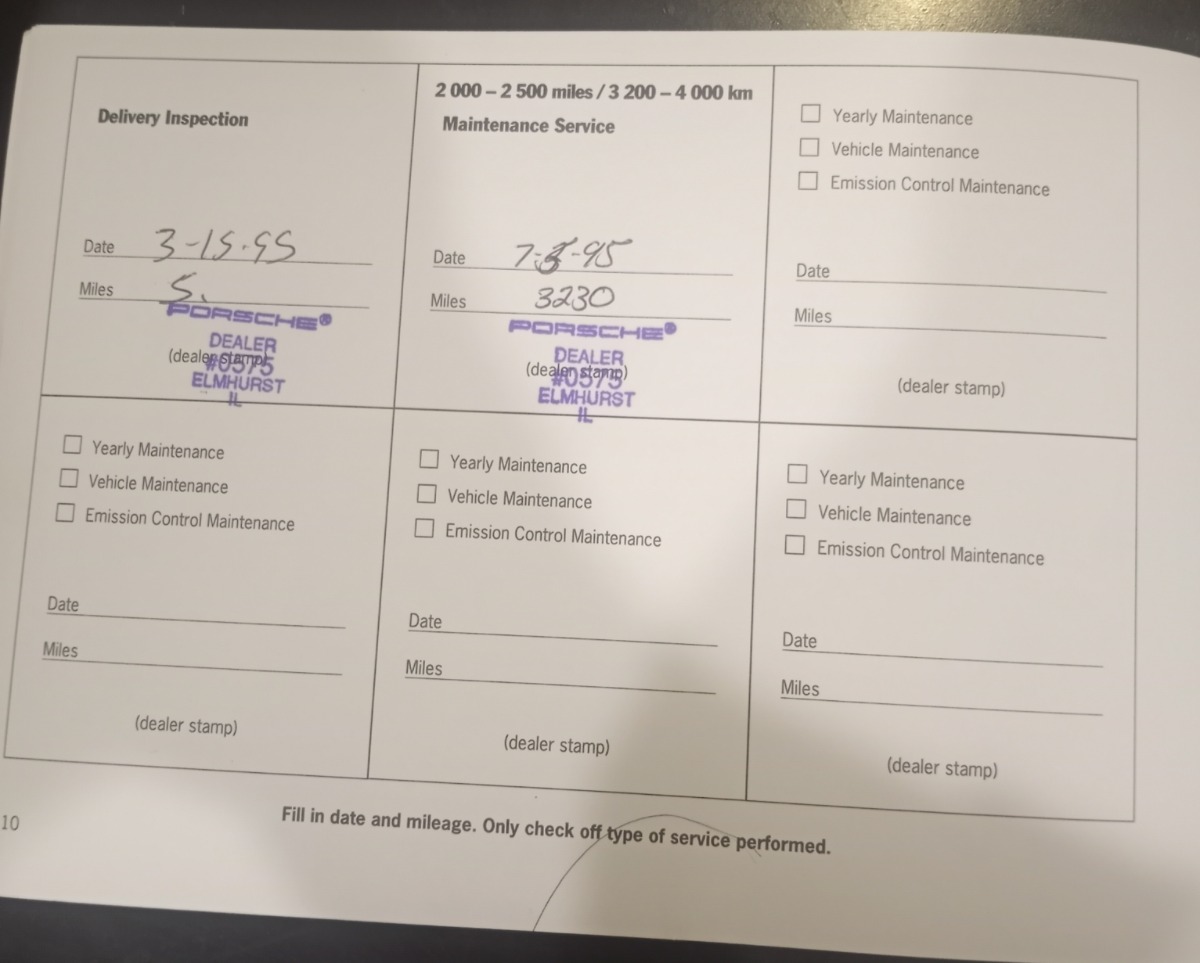 Delivery Inspection
Date 3-15-95
Miles 5.
PORSCHE®
DEALER
(dealer stamp)
#0575
ELMHURST
IL
2 000 – 2 500 miles / 3 200 – 4 000 km
Maintenance Service
Date 7- -95
Miles 3230
PORSCHE®
DEALER
(dealer stamp)
#0575
ELMHURST
IL
Yearly Maintenance
Vehicle Maintenance
Emission Control Maintenance
Date
Miles
(dealer stamp)
Yearly Maintenance
Vehicle Maintenance
Emission Control Maintenance
Date
Miles
(dealer stamp)
Yearly Maintenance
Vehicle Maintenance
Emission Control Maintenance
Date
Miles
(dealer stamp)
Yearly Maintenance
Vehicle Maintenance
Emission Control Maintenance
Date
Miles
(dealer stamp)
Fill in date and mileage. Only check off type of service performed.
10